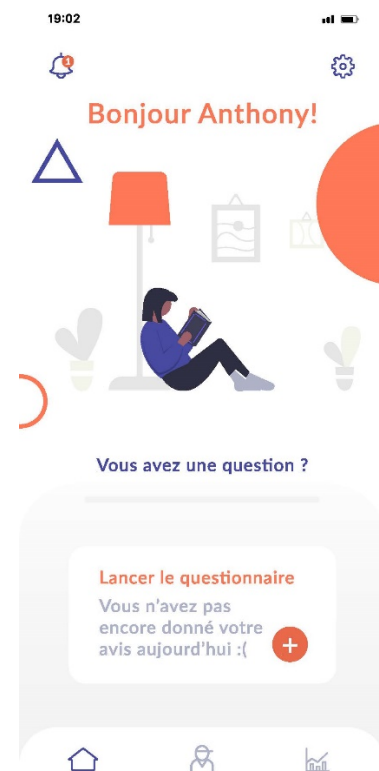 19:02
1
Bonjour Anthony!
Vous avez une question ?
Lancer le questionnaire
Vous n'avez pas
encore donné votre
avis aujourd'hui :(
+